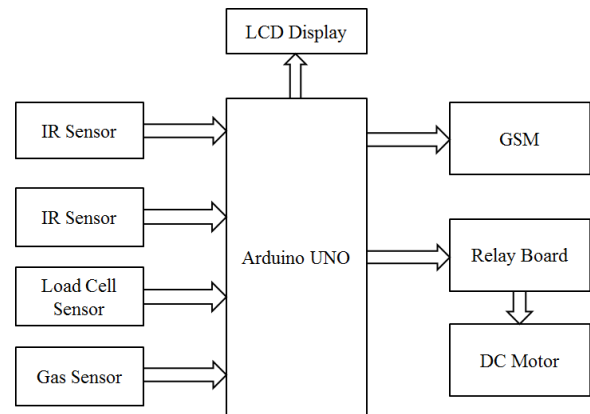 LCD Display
IR Sensor
GSM
IR Sensor
Arduino UNO
Relay Board
Load Cell
Sensor
Gas Sensor
DC Motor